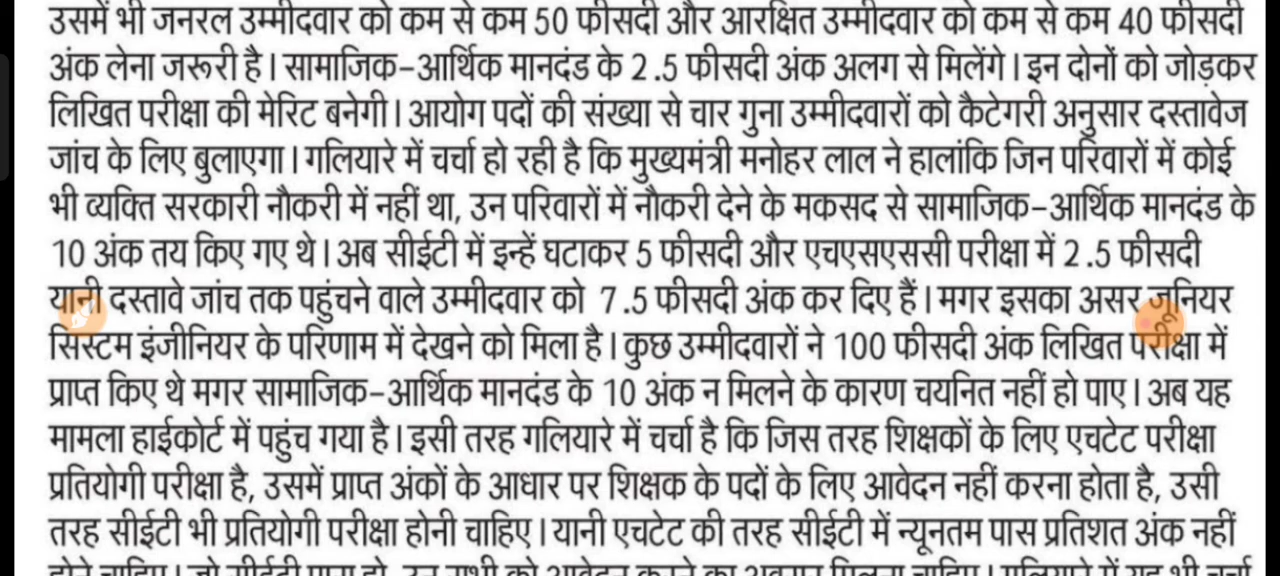 उसमें भी जनरल उम्मीदवार को कम से कम 50 फीसदी और आरक्षित उम्मीदवार को कम से कम 40 फीसदी
अंक लेना जरूरी है। सामाजिक-आर्थिक मानदंड के 2.5 फीसदी अंक अलग से मिलेंगे। इन दोनों को जोड़कर
लिखित परीक्षा की मेरिट बनेगी। आयोग पदों की संख्या से चार गुना उम्मीदवारों को कैटेगरी अनुसार दस्तावेज
जांच के लिए बुलाएगा। गलियारे में चर्चा हो रही है कि मुख्यमंत्री मनोहर लाल ने हालांकि जिन परिवारों में कोई
भी व्यक्ति सरकारी नौकरी में नहीं था, उन परिवारों में नौकरी देने के मकसद से सामाजिक-आर्थिक मानदंड के
10 अंक तय किए गए थे। अब सीईटी में इन्हें घटाकर 5 फीसदी और एचएसएससी परीक्षा में 2.5 फीसदी
यानी दस्तावे जांच तक पहुंचने वाले उम्मीदवार को 7.5 फीसदी अंक कर दिए हैं। मगर इसका असर जूनियर
सिस्टम इंजीनियर के परिणाम में देखने को मिला है। कुछ उम्मीदवारों ने 100 फीसदी अंक लिखित परीक्षा में
प्राप्त किए थे मगर सामाजिक-आर्थिक मानदंड के 10 अंक न मिलने के कारण चयनित नहीं हो पाए। अब यह
मामला हाईकोर्ट में पहुंच गया है। इसी तरह गलियारे में चर्चा है कि जिस तरह शिक्षकों के लिए एचटेट परीक्षा
प्रतियोगी परीक्षा है, उसमें प्राप्त अंकों के आधार पर शिक्षक के पदों के लिए आवेदन नहीं करना होता है, उसी
तरह सीईटी भी प्रतियोगी परीक्षा होनी चाहिए। यानी एचटेट की तरह सीईटी में न्यूनतम पास प्रतिशत अंक नहीं